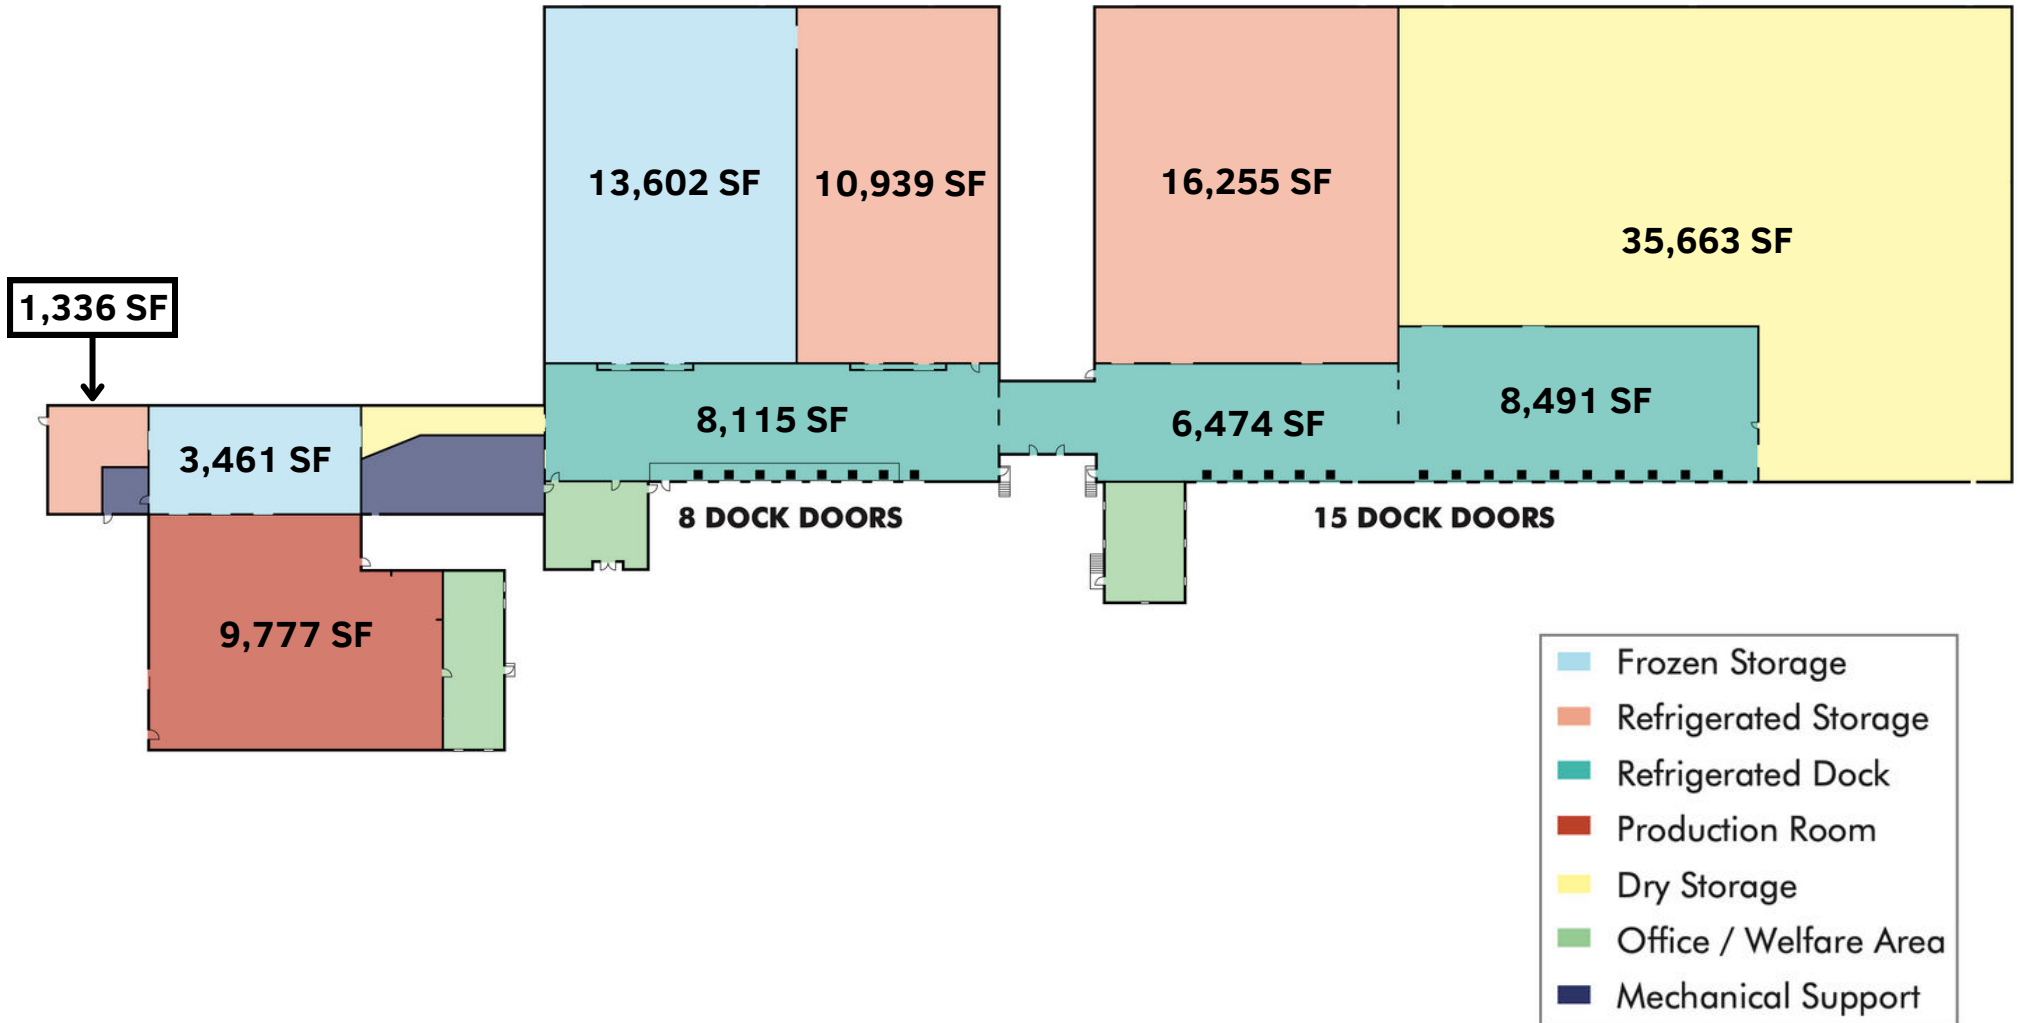 13,602 SF
10,939 SF
16,255 SF
35,663 SF
1,336 SF
3,461 SF
8,115 SF
6,474 SF
8,491 SF
8 DOCK DOORS
15 DOCK DOORS
9,777 SF
Frozen Storage
Refrigerated Storage
Refrigerated Dock
Production Room
Dry Storage
Office / Welfare Area
Mechanical Support